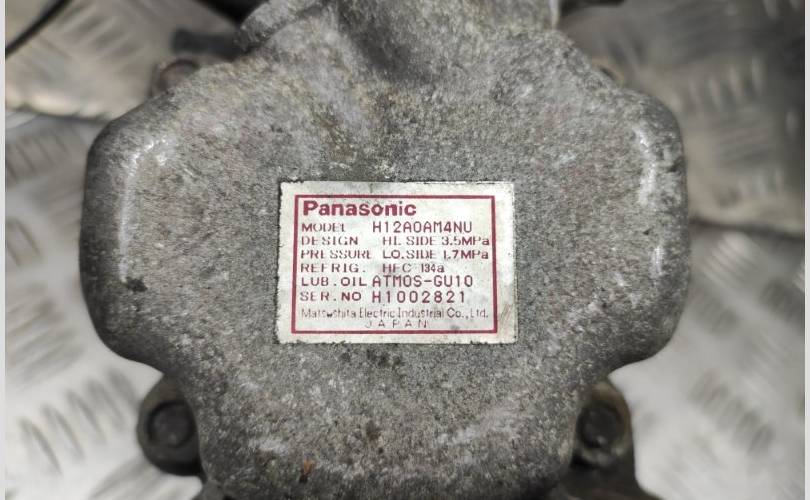 Panasonic
MODEL H12A0AM4NU
DESIGN HI. SIDE 3.5MPa
PRESSURE LO. SIDE 1.7MPa
REFRIG. HFC 134a
LUB. OIL ATMOS-GU10
SER. NO H1002821
Matsushita Electric Industrial Co., Ltd.
JAPAN